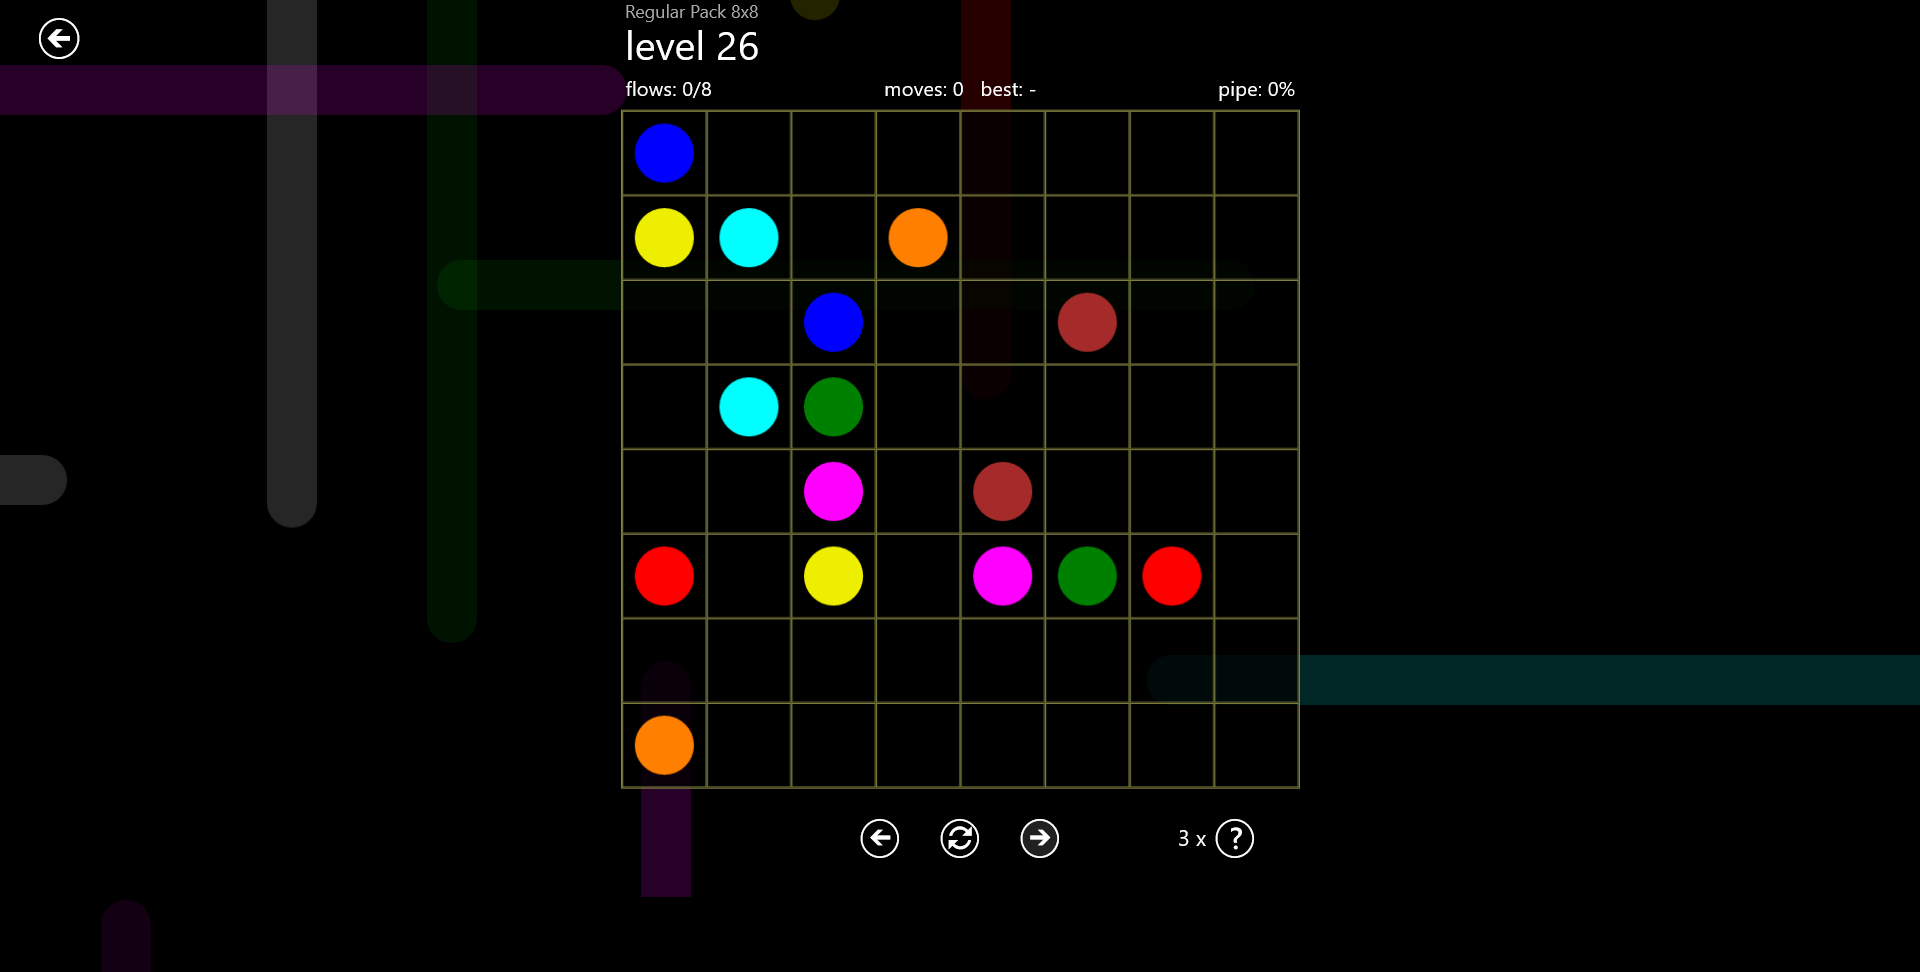 Regular Pack 8x8
level 26
flows: 0/8 moves: 0 best: - pipe: 0%
3 x ?